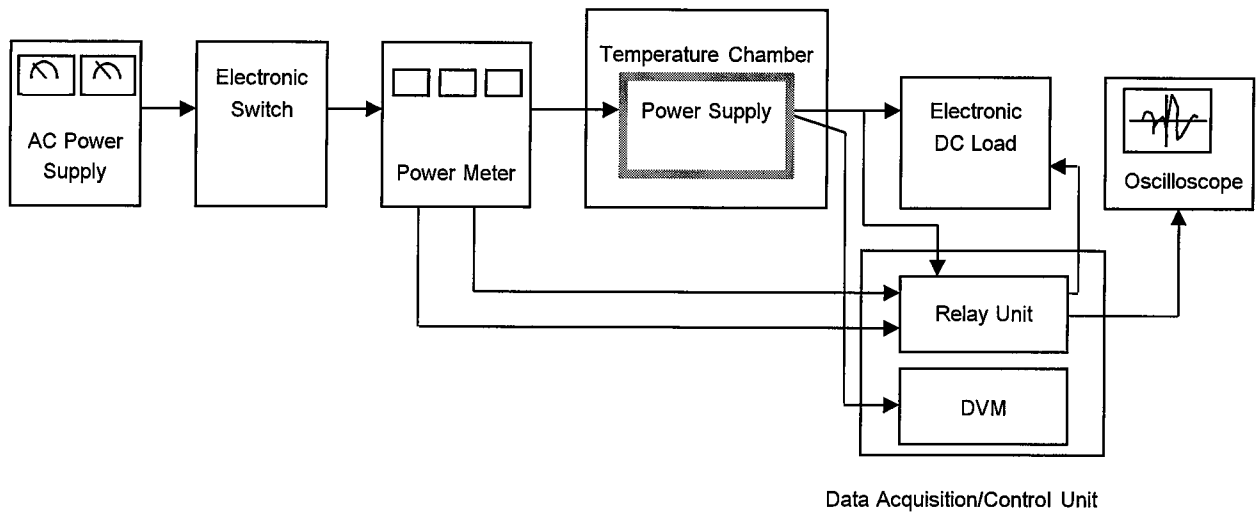 AC Power
Supply
Electronic
Switch
Power Meter
Temperature Chamber
Power Supply
Electronic
DC Load
Oscilloscope
Relay Unit
DVM
Data Acquisition/Control Unit